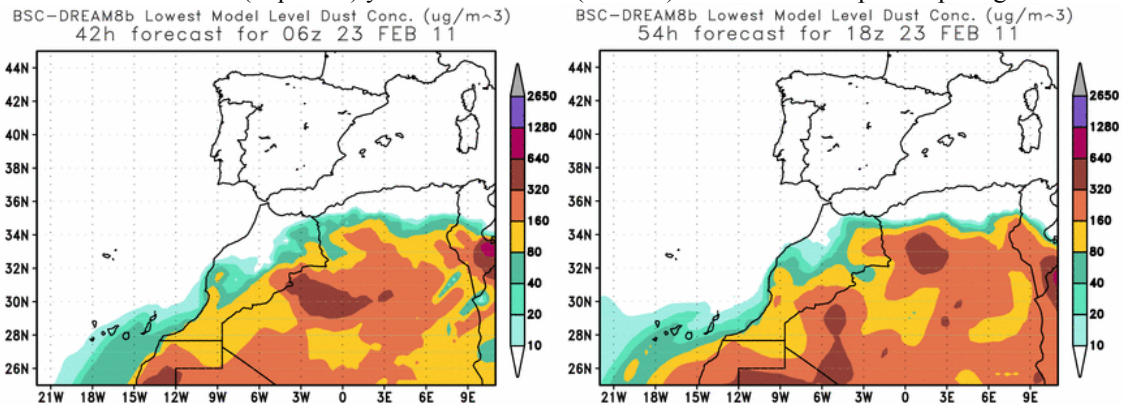 BSC-DREAM8b Lowest Model Level Dust Conc. (ug/m^3)
42h forecast for 06z 23 FEB 11
44N
42N
40N
38N
36N
34N
32N
30N
28N
26N
21W 18W 15W 12W 9W 6W 3W 0 3E 6E 9E
2650
1280
640
320
160
80
40
20
10
BSC-DREAM8b Lowest Model Level Dust Conc. (ug/m^3)
54h forecast for 18z 23 FEB 11
44N
42N
40N
38N
36N
34N
32N
30N
28N
26N
21W 18W 15W 12W 9W 6W 3W 0 3E 6E 9E
2650
1280
640
320
160
80
40
20
10